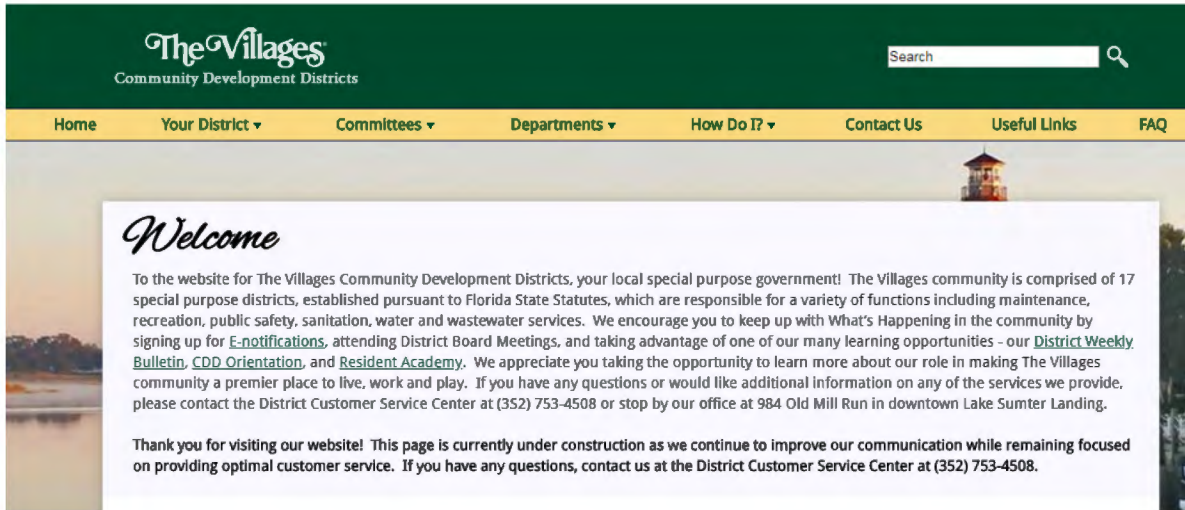 The Villages
Community Development Districts
Search
Home Your District ▾ Committees ▾ Departments ▾ How Do I? ▾ Contact Us Useful Links FAQ
Welcome
To the website for The Villages Community Development Districts, your local special purpose government! The Villages community is comprised of 17
special purpose districts, established pursuant to Florida State Statutes, which are responsible for a variety of functions including maintenance,
recreation, public safety, sanitation, water and wastewater services. We encourage you to keep up with What's Happening in the community by
signing up for E-notifications, attending District Board Meetings, and taking advantage of one of our many learning opportunities - our District Weekly
Bulletin, CDD Orientation, and Resident Academy. We appreciate you taking the opportunity to learn more about our role in making The Villages
community a premier place to live, work and play. If you have any questions or would like additional information on any of the services we provide,
please contact the District Customer Service Center at (352) 753-4508 or stop by our office at 984 Old Mill Run in downtown Lake Sumter Landing.
Thank you for visiting our website! This page is currently under construction as we continue to improve our communication while remaining focused
on providing optimal customer service. If you have any questions, contact us at the District Customer Service Center at (352) 753-4508.